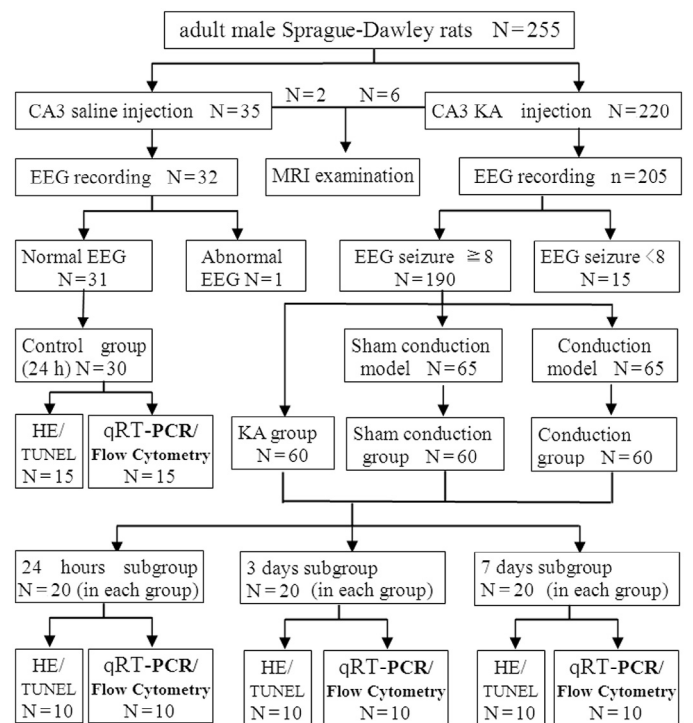 adult male Sprague-Dawley rats N=255
N=2 N=6
CA3 saline injection N=35
CA3 KA injection N=220
EEG recording N=32
MRI examination
EEG recording n=205
Normal EEG
N=31
Abnormal
EEG N=1
EEG seizure ≧8
N=190
EEG seizure <8
N=15
Control group
(24 h) N=30
Sham conduction
model N=65
Conduction
model N=65
HE/
TUNEL
N=15
qRT-PCR/
Flow Cytometry
N=15
KA group
N=60
Sham conduction
group N=60
Conduction
group N=60
24 hours subgroup
N=20 (in each group)
3 days subgroup
N=20 (in each group)
7 days subgroup
N=20 (in each group)
HE/
TUNEL
N=10
qRT-PCR/
Flow Cytometry
N=10
HE/
TUNEL
N=10
qRT-PCR/
Flow Cytometry
N=10
HE/
TUNEL
N=10
qRT-PCR/
Flow Cytometry
N=10